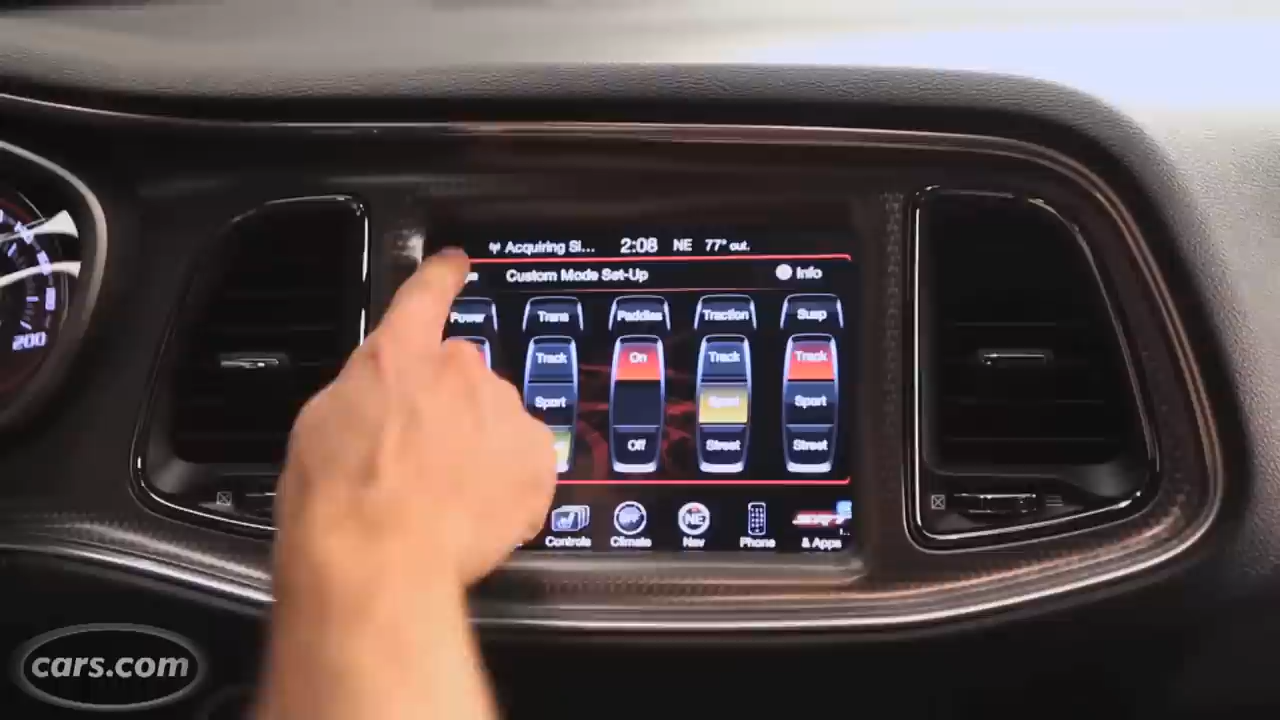 Acquiring Si... 2:08 NE 77° out.
Custom Mode Set-Up Info
Power Trans Paddles Traction Susp
Track On Track Track
Sport Sport Sport
Off Street Street
200
NE
Controls Climate Nav Phone & Apps
cars.com